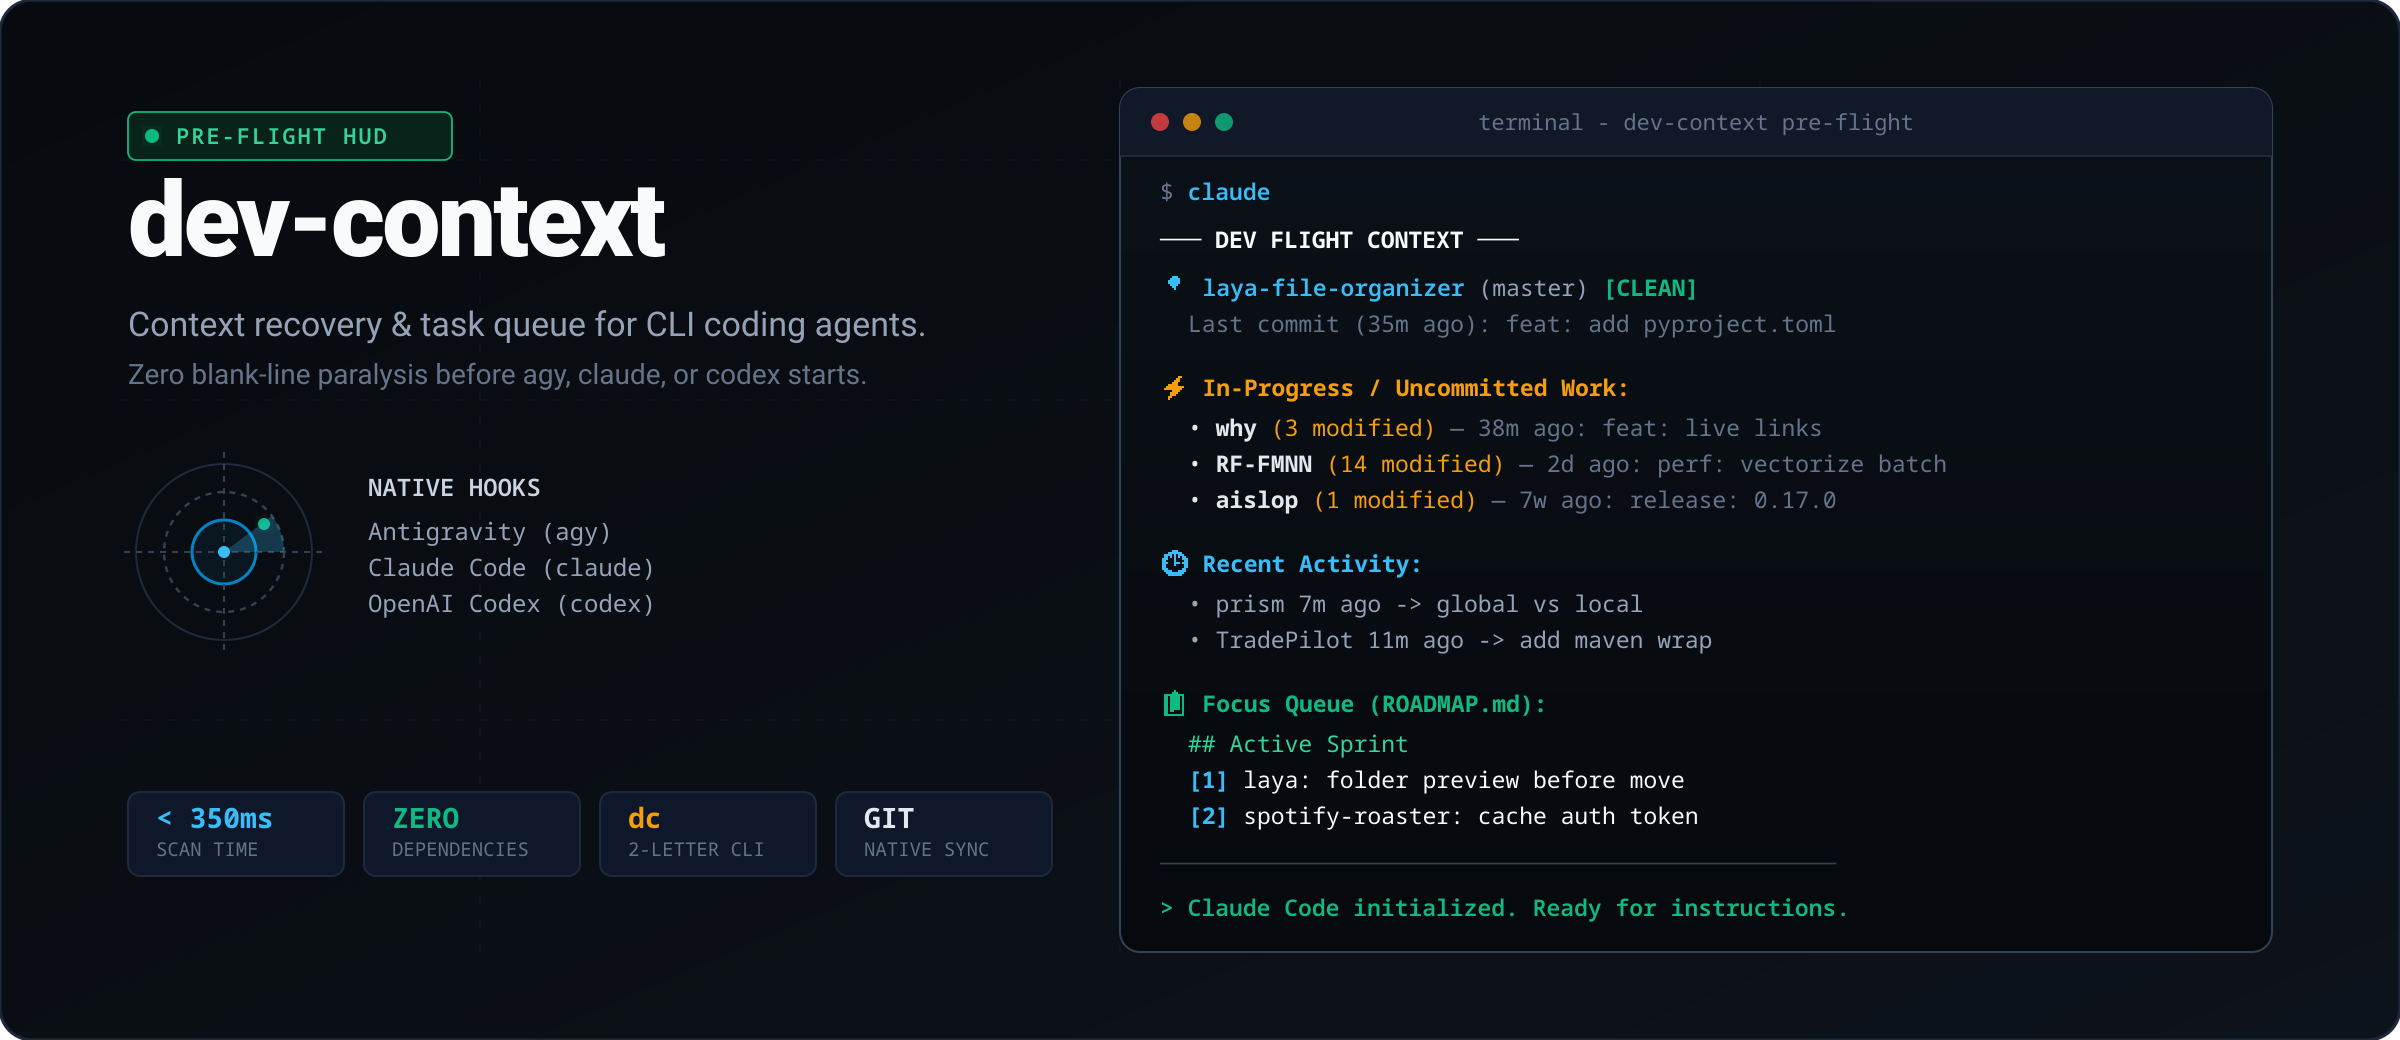 PRE-FLIGHT HUD
dev-context
Context recovery & task queue for CLI coding agents.
Zero blank-line paralysis before agy, claude, or codex starts.
NATIVE HOOKS
Antigravity (agy)
Claude Code (claude)
OpenAI Codex (codex)
< 350ms
SCAN TIME
ZERO
DEPENDENCIES
dc
2-LETTER CLI
GIT
NATIVE SYNC
terminal - dev-context pre-flight
$ claude
─── DEV FLIGHT CONTEXT ───
laya-file-organizer (master) [CLEAN]
Last commit (35m ago): feat: add pyproject.toml
⚡ In-Progress / Uncommitted Work:
• why (3 modified) — 38m ago: feat: live links
• RF-FMNN (14 modified) — 2d ago: perf: vectorize batch
• aislop (1 modified) — 7w ago: release: 0.17.0
🕒 Recent Activity:
• prism 7m ago -> global vs local
• TradePilot 11m ago -> add maven wrap
📋 Focus Queue (ROADMAP.md):
## Active Sprint
[1] laya: folder preview before move
[2] spotify-roaster: cache auth token
> Claude Code initialized. Ready for instructions.